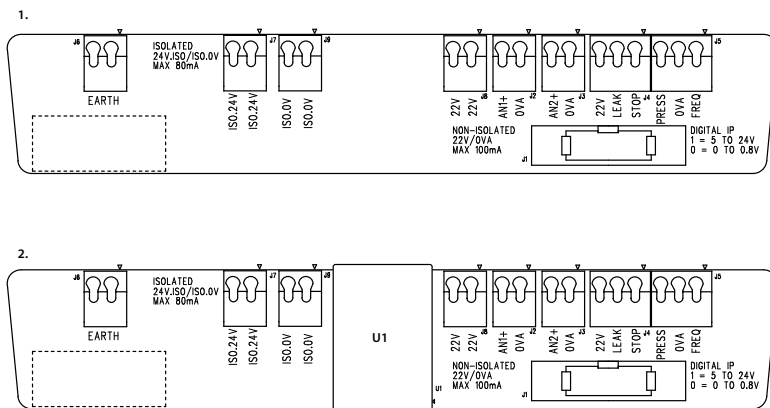 1.
J6
EARTH
ISOLATED
24V.ISO/ISO.0V
MAX 80mA
J7
ISO.24V
ISO.24V
J9
ISO.0V
ISO.0V
J8
22V
22V
J2
AN1+
0VA
J3
AN2+
0VA
J4
22V
LEAK
STOP
J5
PRESS
0VA
FREQ
NON-ISOLATED
22V/0VA
MAX 100mA
J1
DIGITAL IP
1 = 5 TO 24V
0 = 0 TO 0.8V
2.
J6
EARTH
ISOLATED
24V.ISO/ISO.0V
MAX 80mA
J7
ISO.24V
ISO.24V
J9
ISO.0V
ISO.0V
U1
U1
J8
22V
22V
J2
AN1+
0VA
J3
AN2+
0VA
J4
22V
LEAK
STOP
J5
PRESS
0VA
FREQ
NON-ISOLATED
22V/0VA
MAX 100mA
J1
DIGITAL IP
1 = 5 TO 24V
0 = 0 TO 0.8V